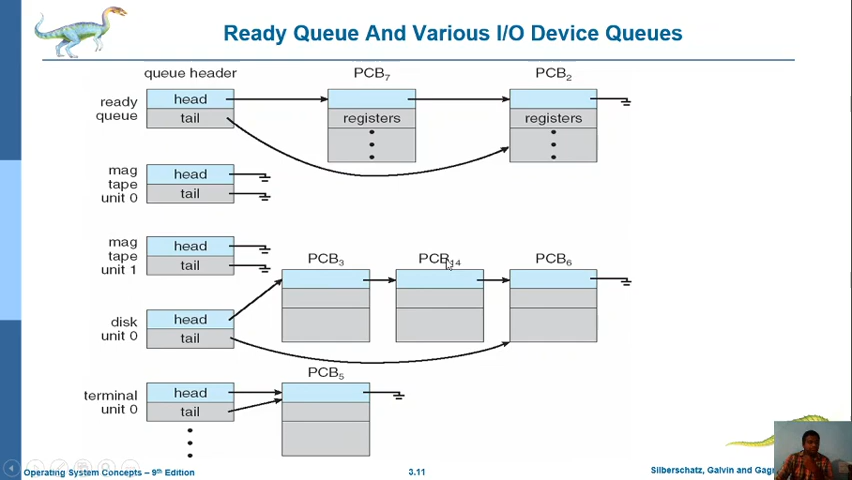 Ready Queue And Various I/O Device Queues
queue header
PCB7
PCB2
ready
queue
head
tail
registers
registers
mag
tape
unit 0
head
tail
mag
tape
unit 1
head
tail
PCB3
PCB14
PCB6
disk
unit 0
head
tail
PCB5
terminal
unit 0
head
tail
Operating System Concepts – 9th Edition
3.11
Silberschatz, Galvin and